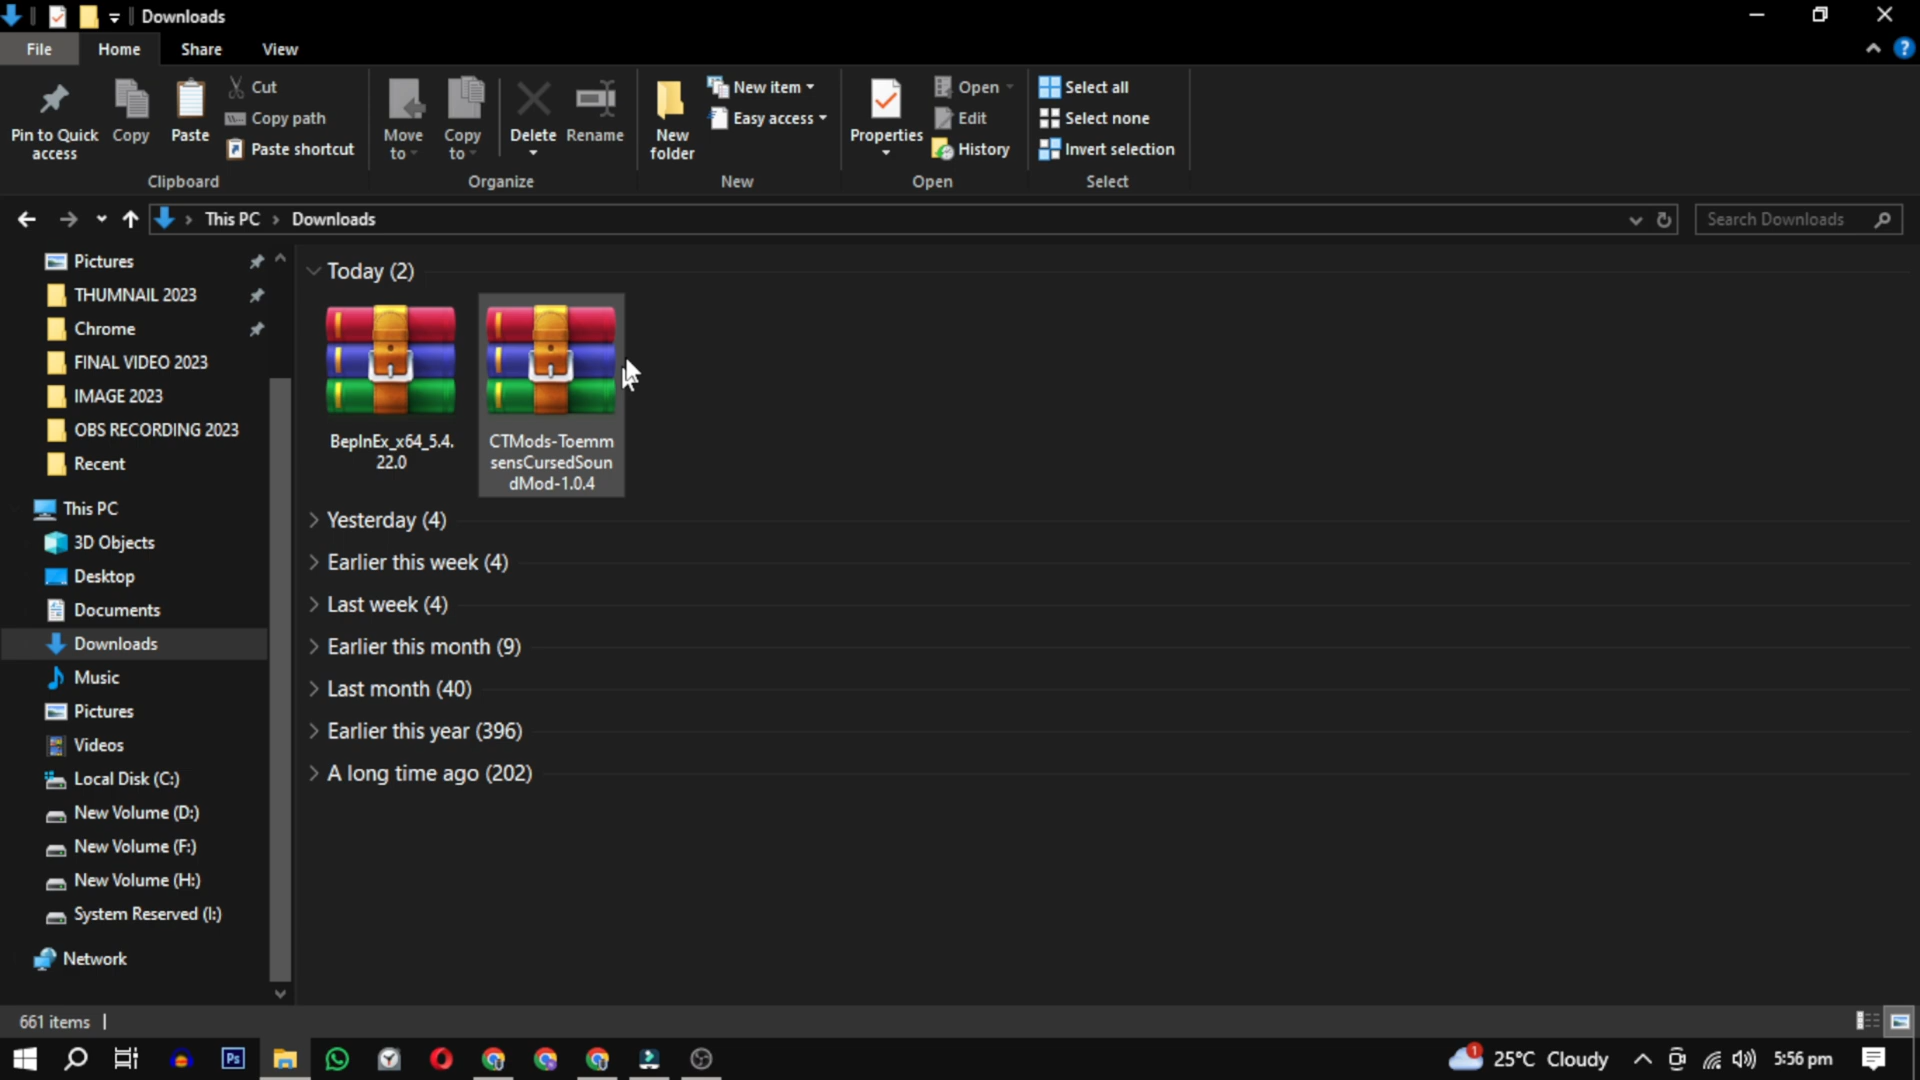 Downloads
File Home Share View
Pin to Quick access
Copy
Paste
Cut
Copy path
Paste shortcut
Clipboard
Move to
Copy to
Delete
Rename
Organize
New folder
New item
Easy access
New
Properties
Open
Edit
History
Open
Select all
Select none
Invert selection
Select
This PC Downloads
Search Downloads
Pictures
THUMNAIL 2023
Chrome
FINAL VIDEO 2023
IMAGE 2023
OBS RECORDING 2023
Recent
This PC
3D Objects
Desktop
Documents
Downloads
Music
Pictures
Videos
Local Disk (C:)
New Volume (D:)
New Volume (F:)
New Volume (H:)
System Reserved (I:)
Network
Today (2)
BepInEx_x64_5.4.
22.0
CTMods-Toemm
sensCursedSoun
dMod-1.0.4
Yesterday (4)
Earlier this week (4)
Last week (4)
Earlier this month (9)
Last month (40)
Earlier this year (396)
A long time ago (202)
661 items
Ps
1
25°C Cloudy
5:56 pm